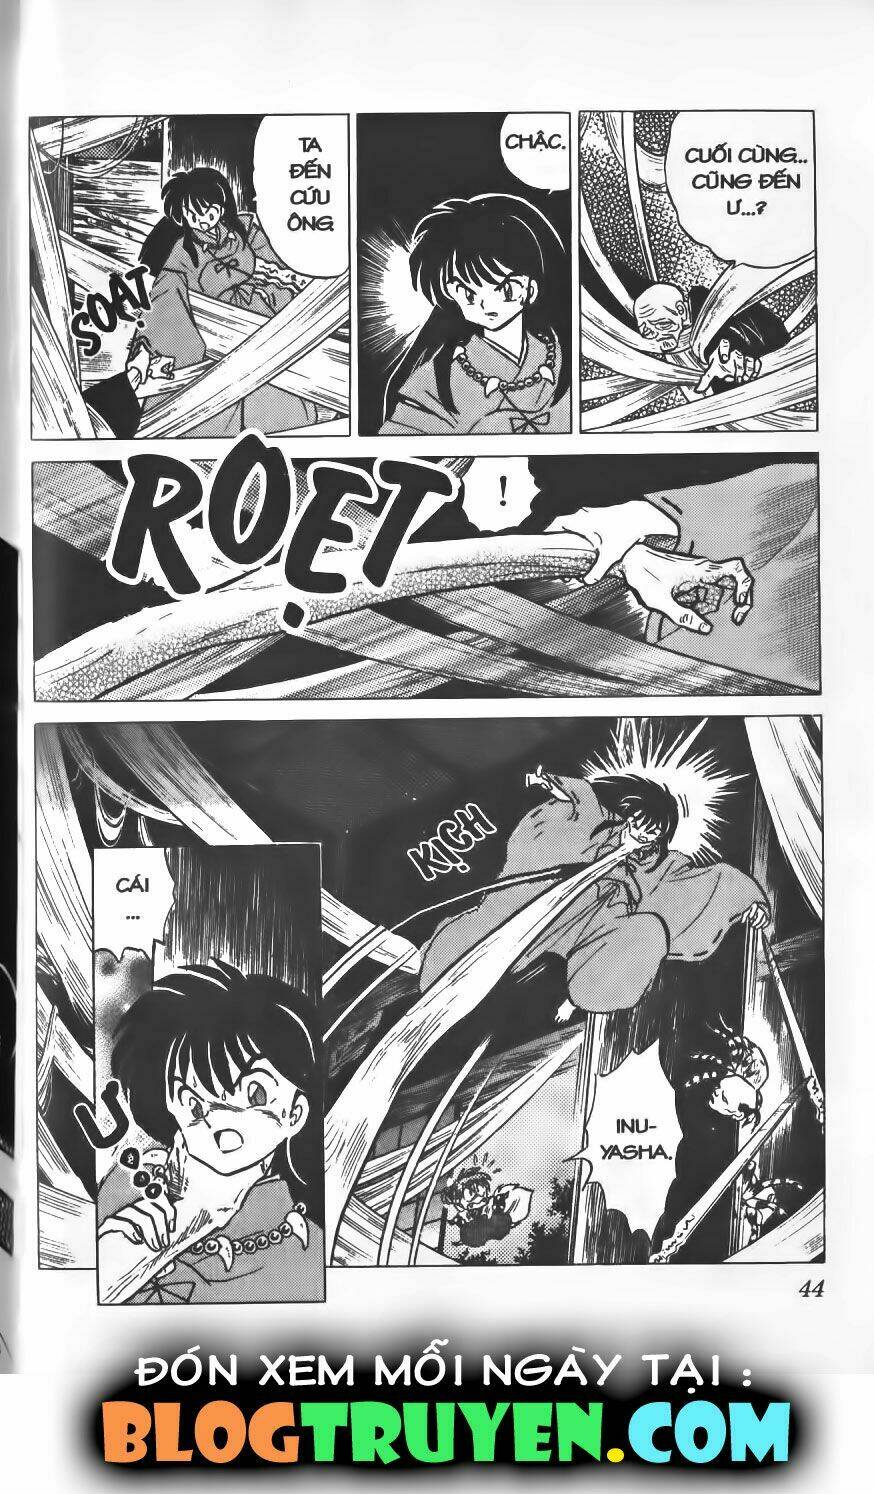 TA
ĐẾN
CỨU
ÔNG.
SOẠT
CHẬC.
CUỐI CÙNG..
CŨNG ĐẾN
Ư...?
ROẸT
!
KỊCH
CÁI
...
Ư...
INU-
YASHA.
44
ĐÓN XEM MỖI NGÀY TẠI :
BLOGTRUYEN.COM